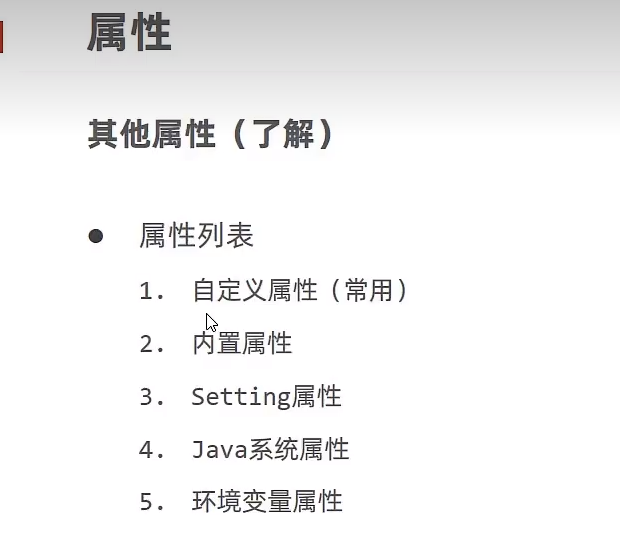 属性
其他属性（了解）
● 属性列表
1. 自定义属性（常用）
2. 内置属性
3. Setting属性
4. Java系统属性
5. 环境变量属性